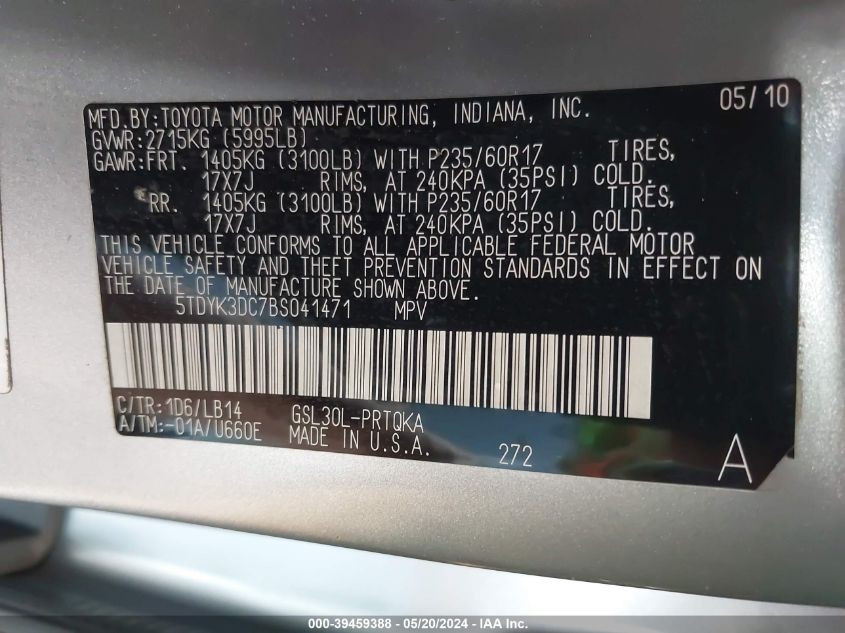 MFD. BY: TOYOTA MOTOR MANUFACTURING, INDIANA, INC. 05/10
GVWR: 2715KG (5995LB)
GAWR: FRT. 1405KG (3100LB) WITH P235/60R17 TIRES,
17X7J RIMS, AT 240KPA (35PSI) COLD.
RR. 1405KG (3100LB) WITH P235/60R17 TIRES,
17X7J RIMS, AT 240KPA (35PSI) COLD.
THIS VEHICLE CONFORMS TO ALL APPLICABLE FEDERAL MOTOR
VEHICLE SAFETY AND THEFT PREVENTION STANDARDS IN EFFECT ON
THE DATE OF MANUFACTURE SHOWN ABOVE.
5TDYK3DC7BS041471 MPV
C/TR: 1D6/LB14 GSL30L-PRTQKA
A/TM: -01A/U660E MADE IN U.S.A. 272 A
000-39459388 - 05/20/2024 - IAA Inc.